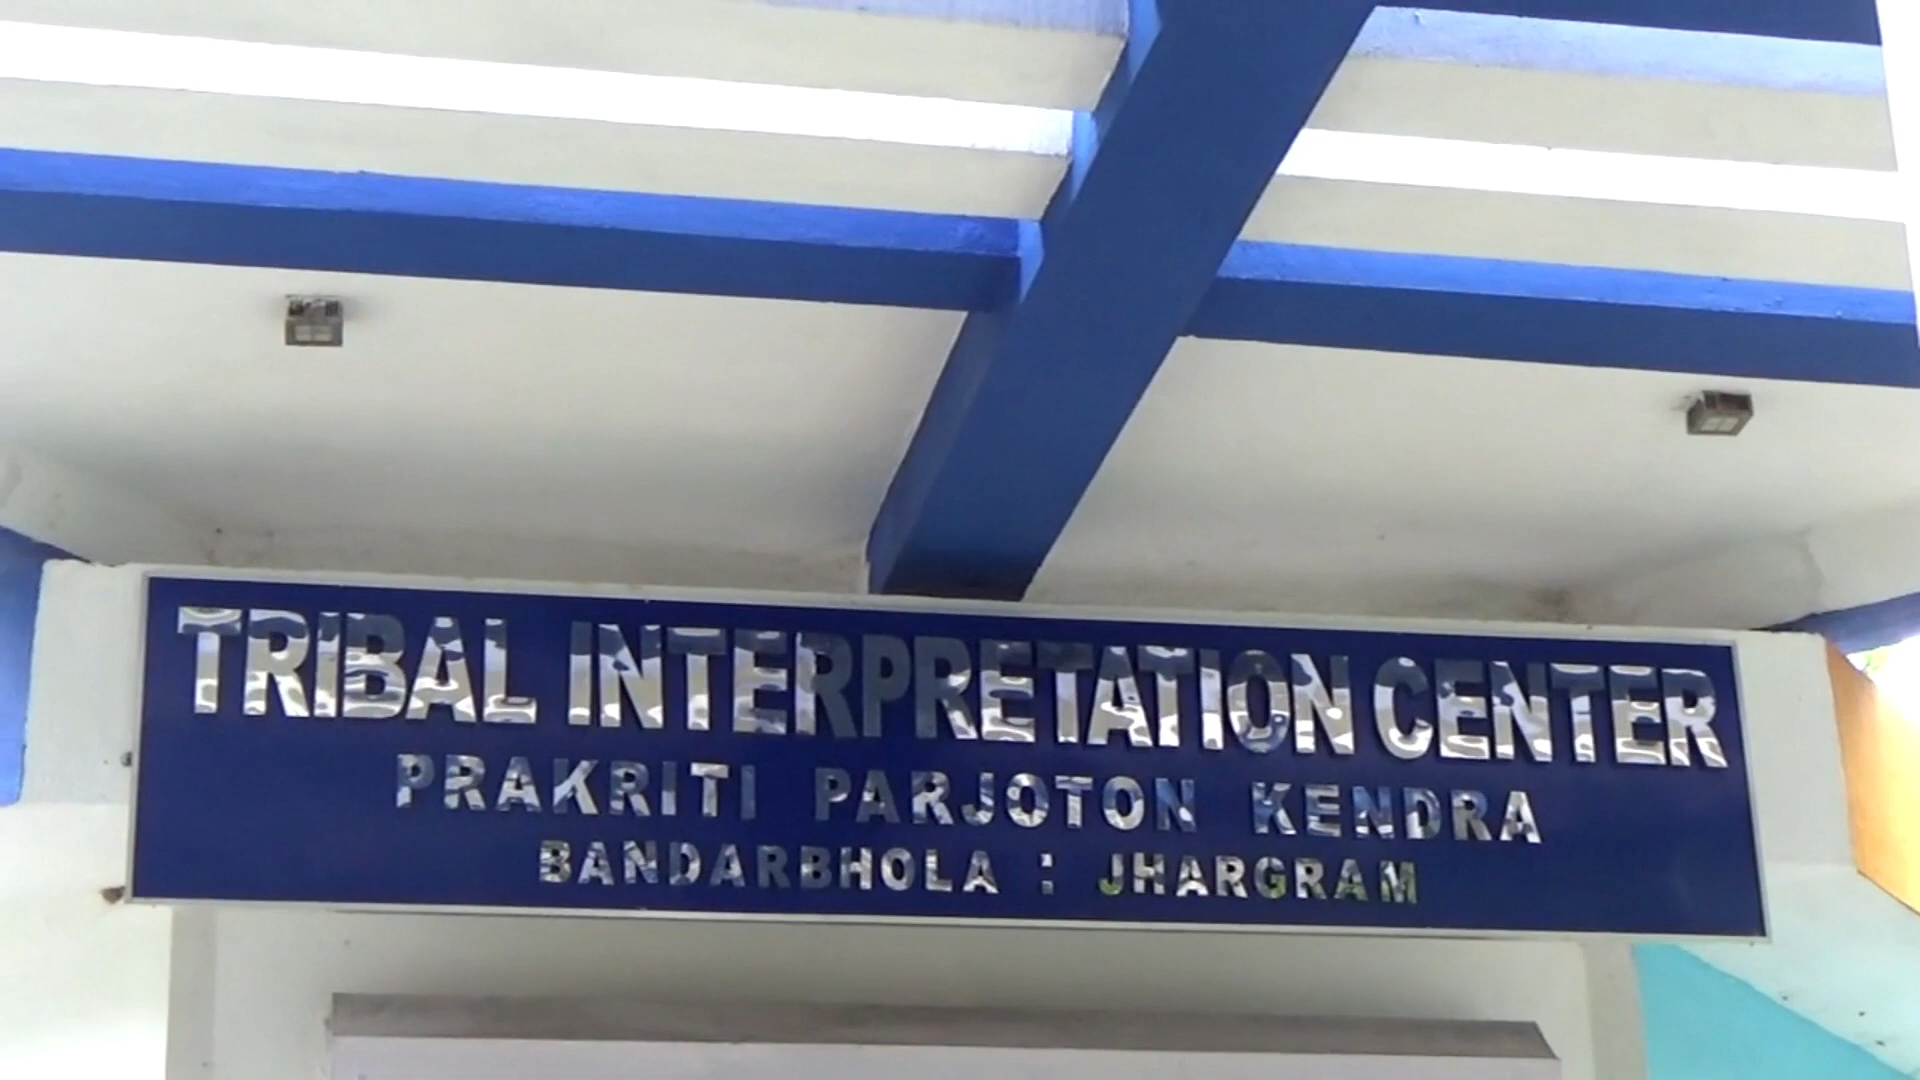 TRIBAL INTERPRETATION CENTER
PRAKRITI PARJOTON KENDRA
BANDARBHOLA : JHARGRAM